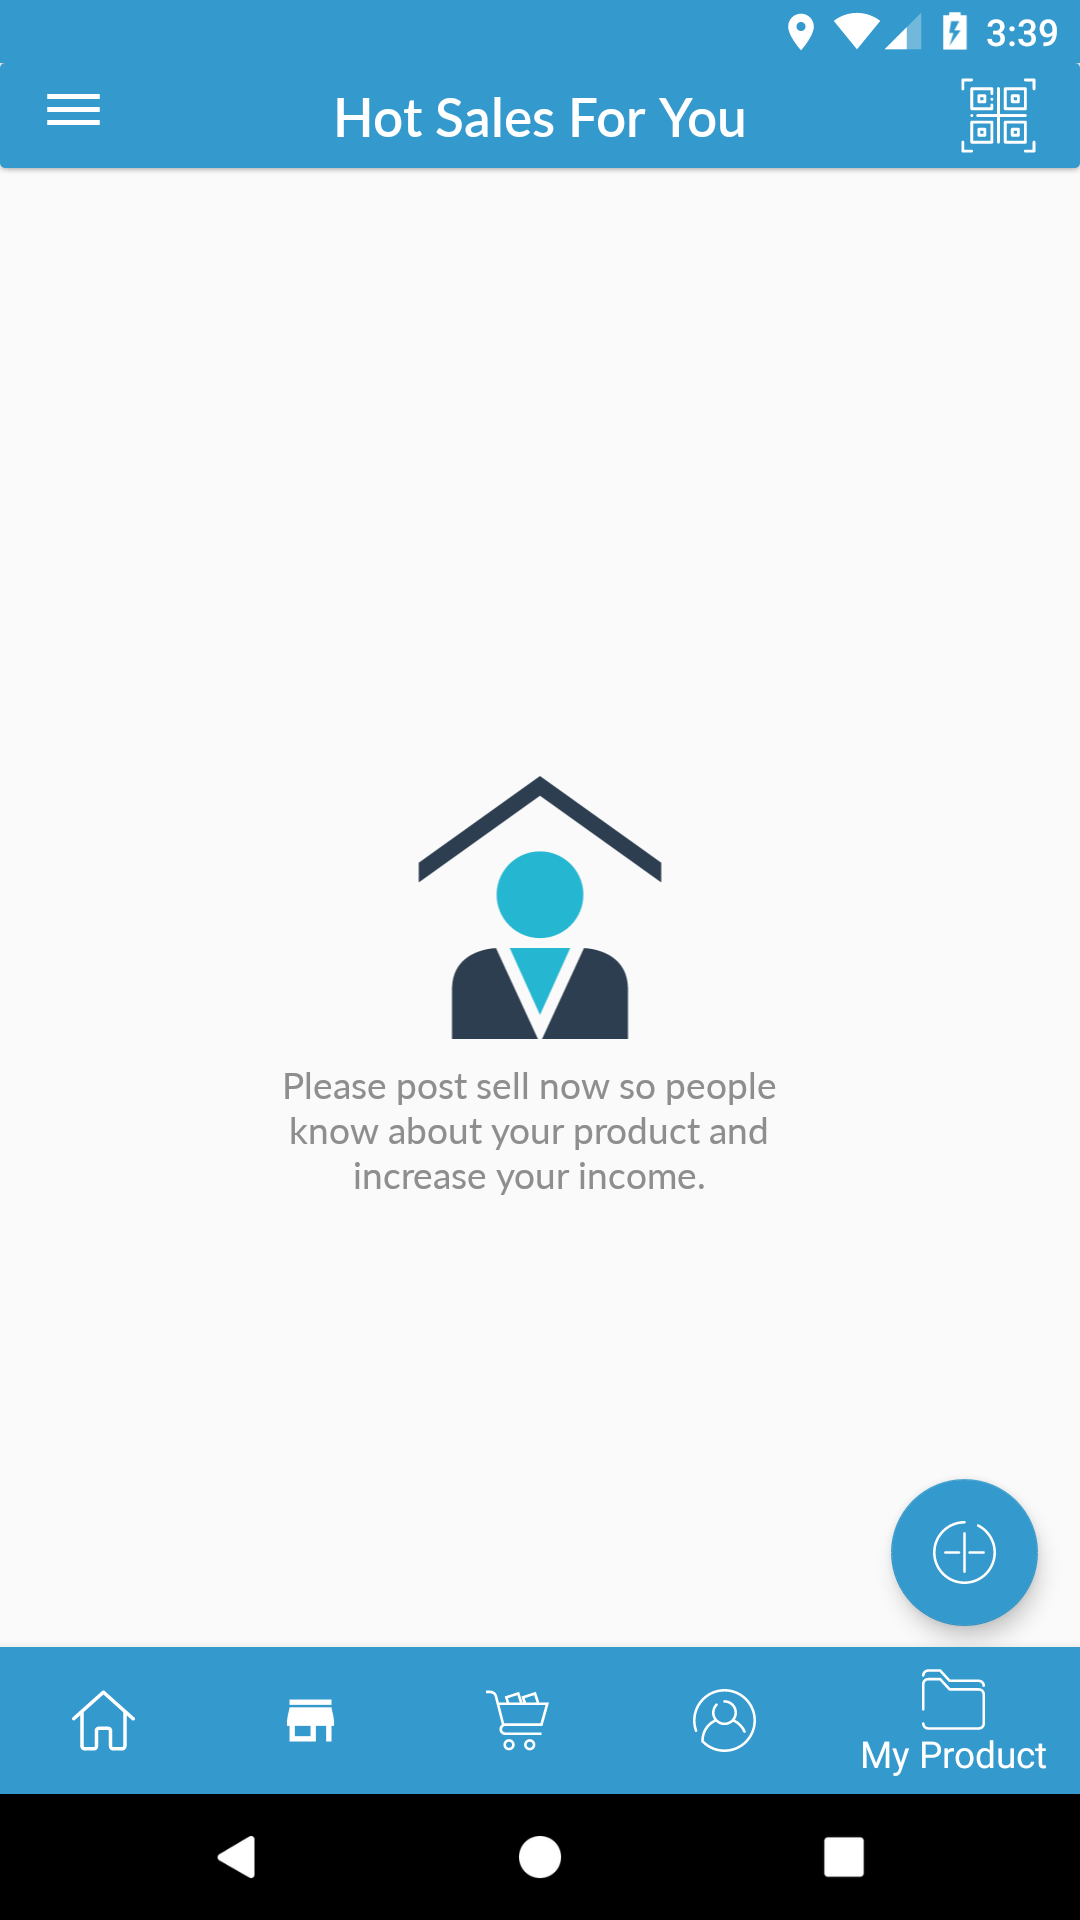 3:39
Hot Sales For You
Please post sell now so people
know about your product and
increase your income.
My Product